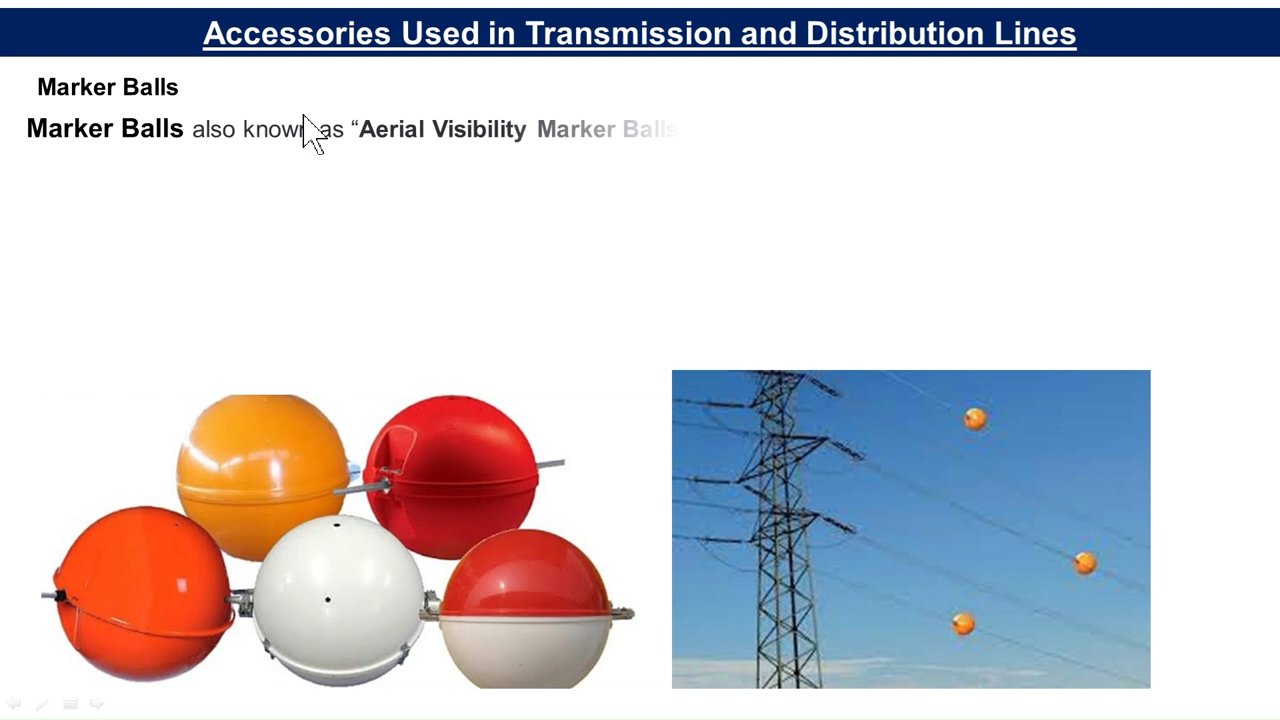 Accessories Used in Transmission and Distribution Lines
Marker Balls
Marker Balls also known as “Aerial Visibility Marker Balls